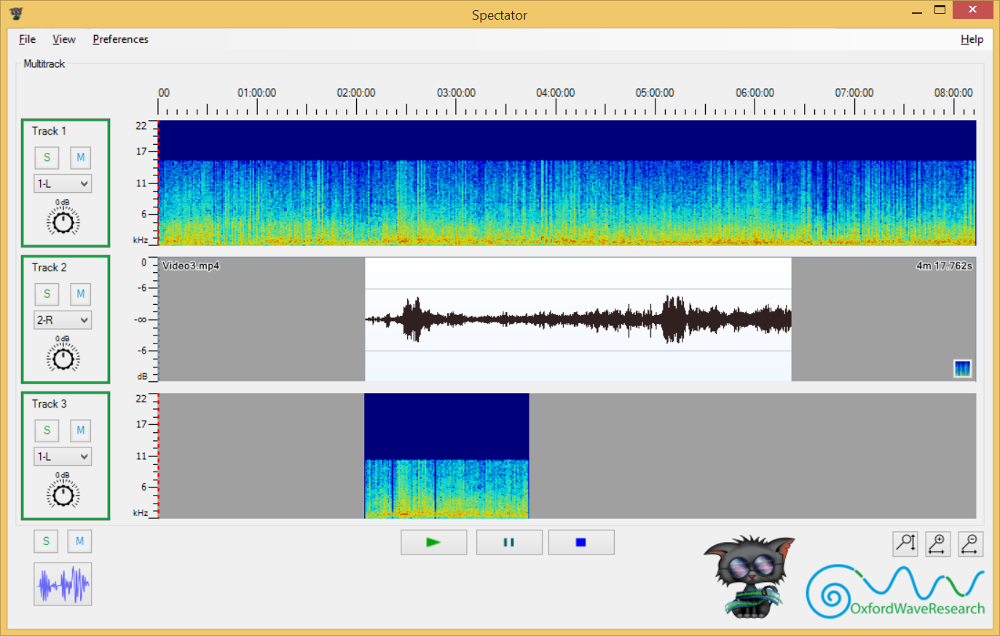 Spectator
File View Preferences Help
Multitrack
00 01:00:00 02:00:00 03:00:00 04:00:00 05:00:00 06:00:00 07:00:00 08:00:00
Track 1
S M
1-L
0 dB
22
17
11
6
kHz
Track 2
S M
2-R
0 dB
0
-6
-∞
-6
dB
Video3.mp4 4m 17.762s
Track 3
S M
1-L
0 dB
22
17
11
6
kHz
S M
OxfordWaveResearch